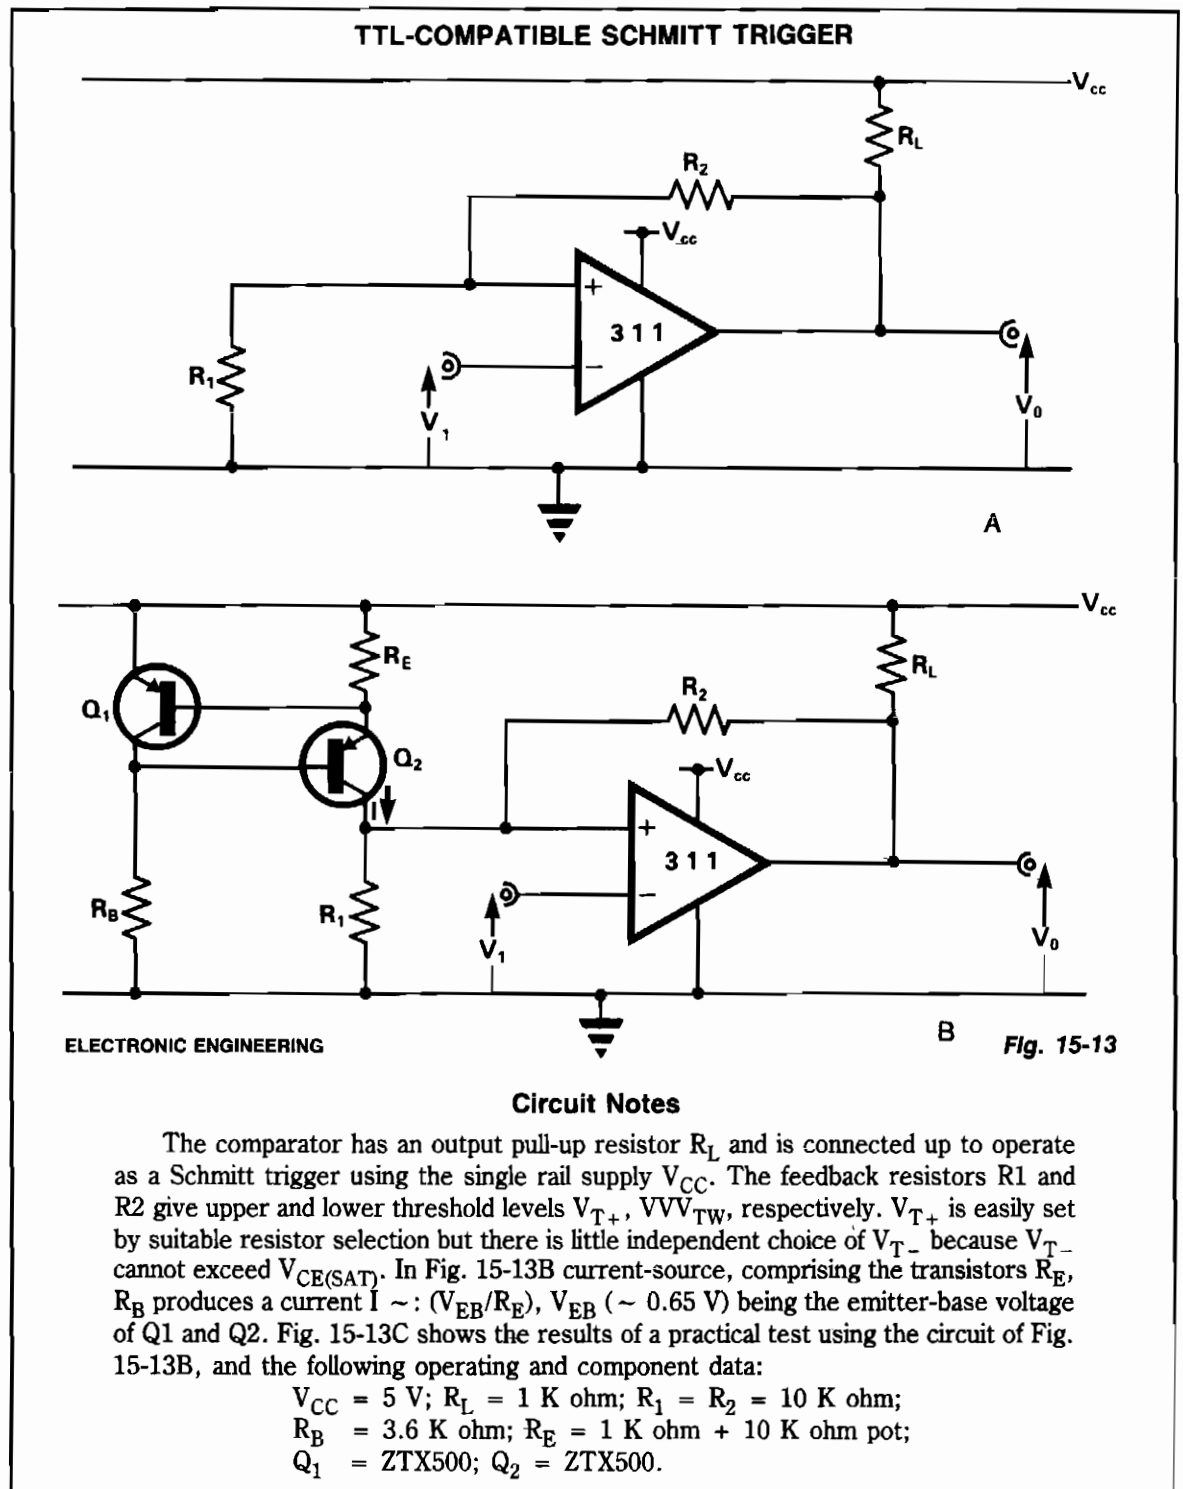 TTL-COMPATIBLE SCHMITT TRIGGER
Vcc
RL
R2
Vcc
+
311
R1
−
V1
V0
A
Vcc
RE
RL
Q1
R2
Q2
Vcc
I
+
311
RB
R1
−
V1
V0
B
ELECTRONIC ENGINEERING
Fig. 15-13
Circuit Notes
The comparator has an output pull-up resistor RL and is connected up to operate
as a Schmitt trigger using the single rail supply VCC. The feedback resistors R1 and
R2 give upper and lower threshold levels VT+, VVVTW, respectively. VT+ is easily set
by suitable resistor selection but there is little independent choice of VT− because VT−
cannot exceed VCE(SAT). In Fig. 15-13B current-source, comprising the transistors RE,
RB produces a current I ~: (VEB/RE), VEB (~ 0.65 V) being the emitter-base voltage
of Q1 and Q2. Fig. 15-13C shows the results of a practical test using the circuit of Fig.
15-13B, and the following operating and component data:
VCC = 5 V; RL = 1 K ohm; R1 = R2 = 10 K ohm;
RB = 3.6 K ohm; RE = 1 K ohm + 10 K ohm pot;
Q1 = ZTX500; Q2 = ZTX500.